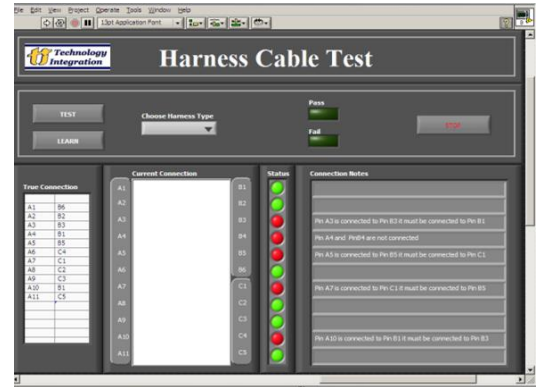 File Edit View Project Operate Tools Window Help
13pt Application Font
Technology
Integration
Harness Cable Test
TEST
LEARN
Choose Harness Type
Pass
Fail
STOP
True Connection
A1 B6
A2 B2
A3 B3
A4 B1
A5 B5
A6 C4
A7 C1
A8 C2
A9 C3
A10 B1
A11 C5
Current Connection
A1 B1
A2 B2
A3 B3
A4 B4
A5 B5
A6 B6
A7 C1
A8 C2
A9 C3
A10 C4
A11 C5
Status
Connection Notes
Pin A3 is connected to Pin B3 it must be connected to Pin B1
Pin A4 and PinB4 are not connected
Pin A5 is connected to Pin B5 it must be connected to Pin C1
Pin A7 is connected to Pin C1 it must be connected to Pin B5
Pin A10 is connected to Pin B1 it must be connected to Pin B3